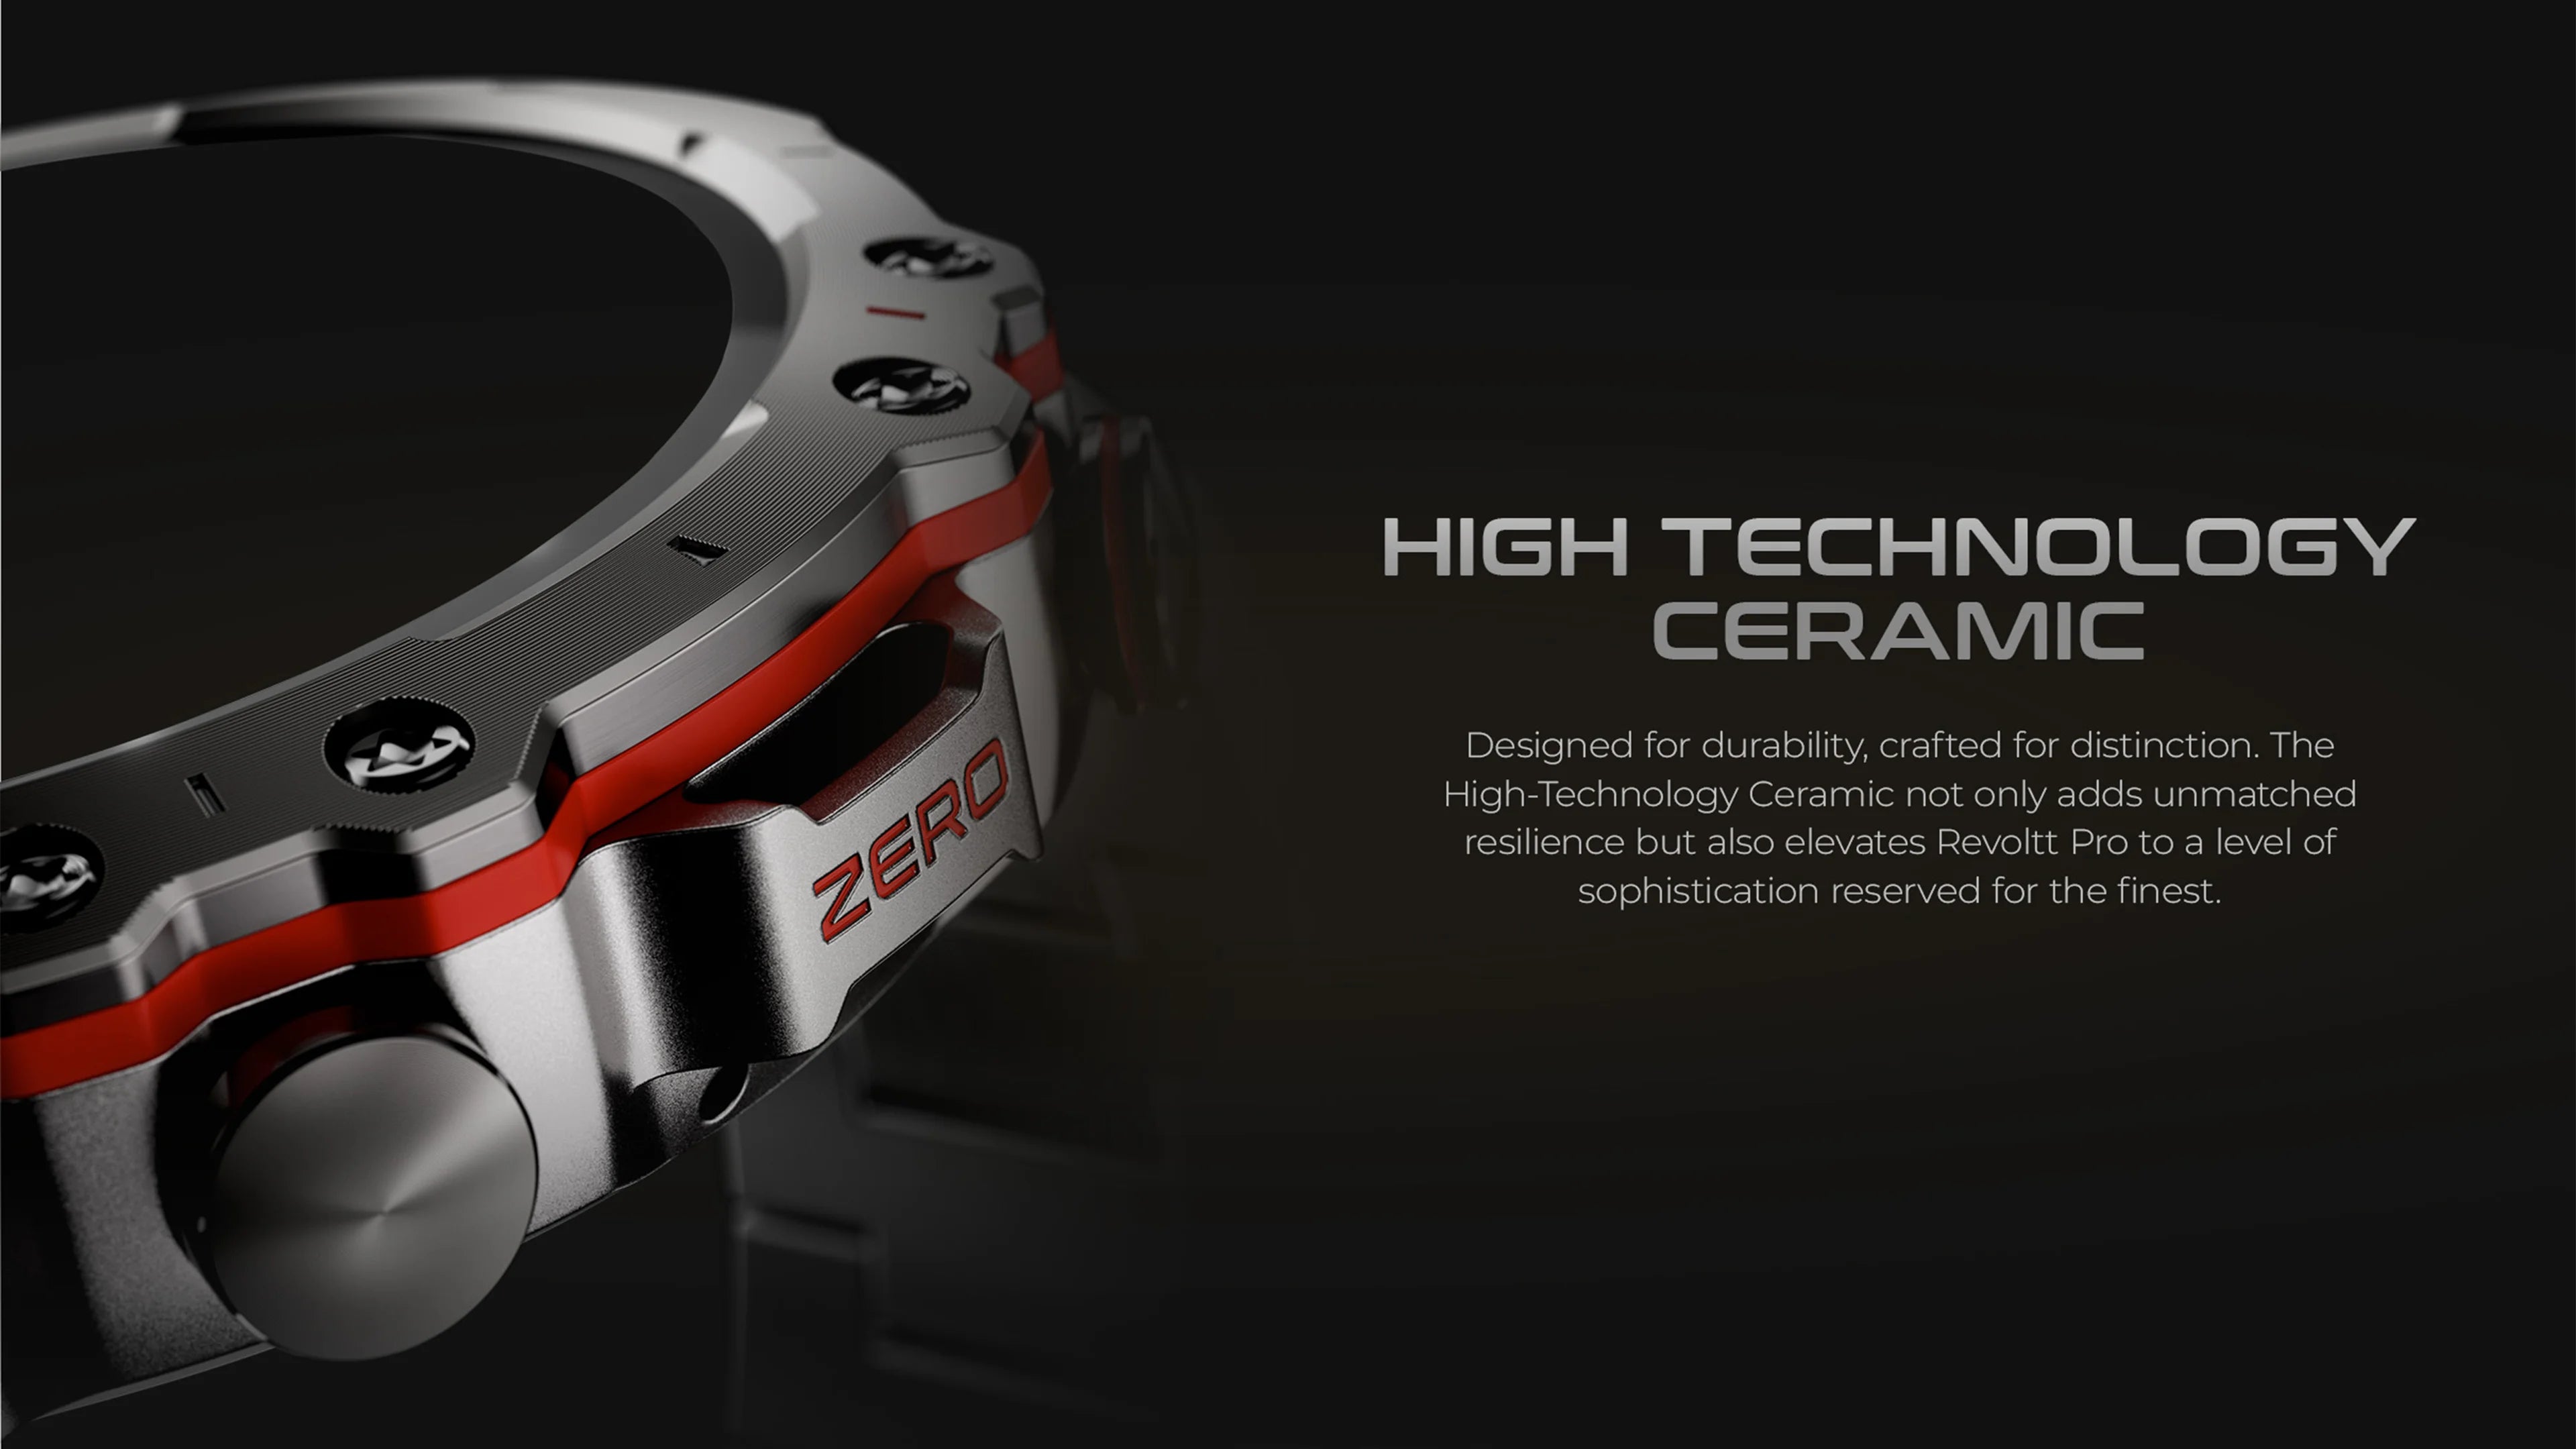 HIGH TECHNOLOGY
CERAMIC
Designed for durability, crafted for distinction. The
High-Technology Ceramic not only adds unmatched
resilience but also elevates Revoltt Pro to a level of
sophistication reserved for the finest.
ZERO